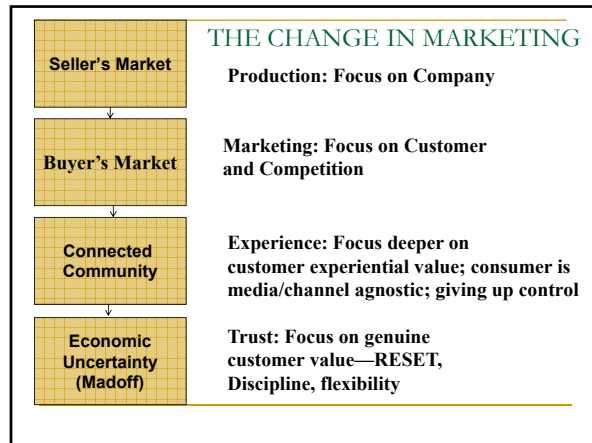 THE CHANGE IN MARKETING
Seller’s Market
Production: Focus on Company
Buyer’s Market
Marketing: Focus on Customer
and Competition
Connected
Community
Experience: Focus deeper on
customer experiential value; consumer is
media/channel agnostic; giving up control
Economic
Uncertainty
(Madoff)
Trust: Focus on genuine
customer value—RESET,
Discipline, flexibility